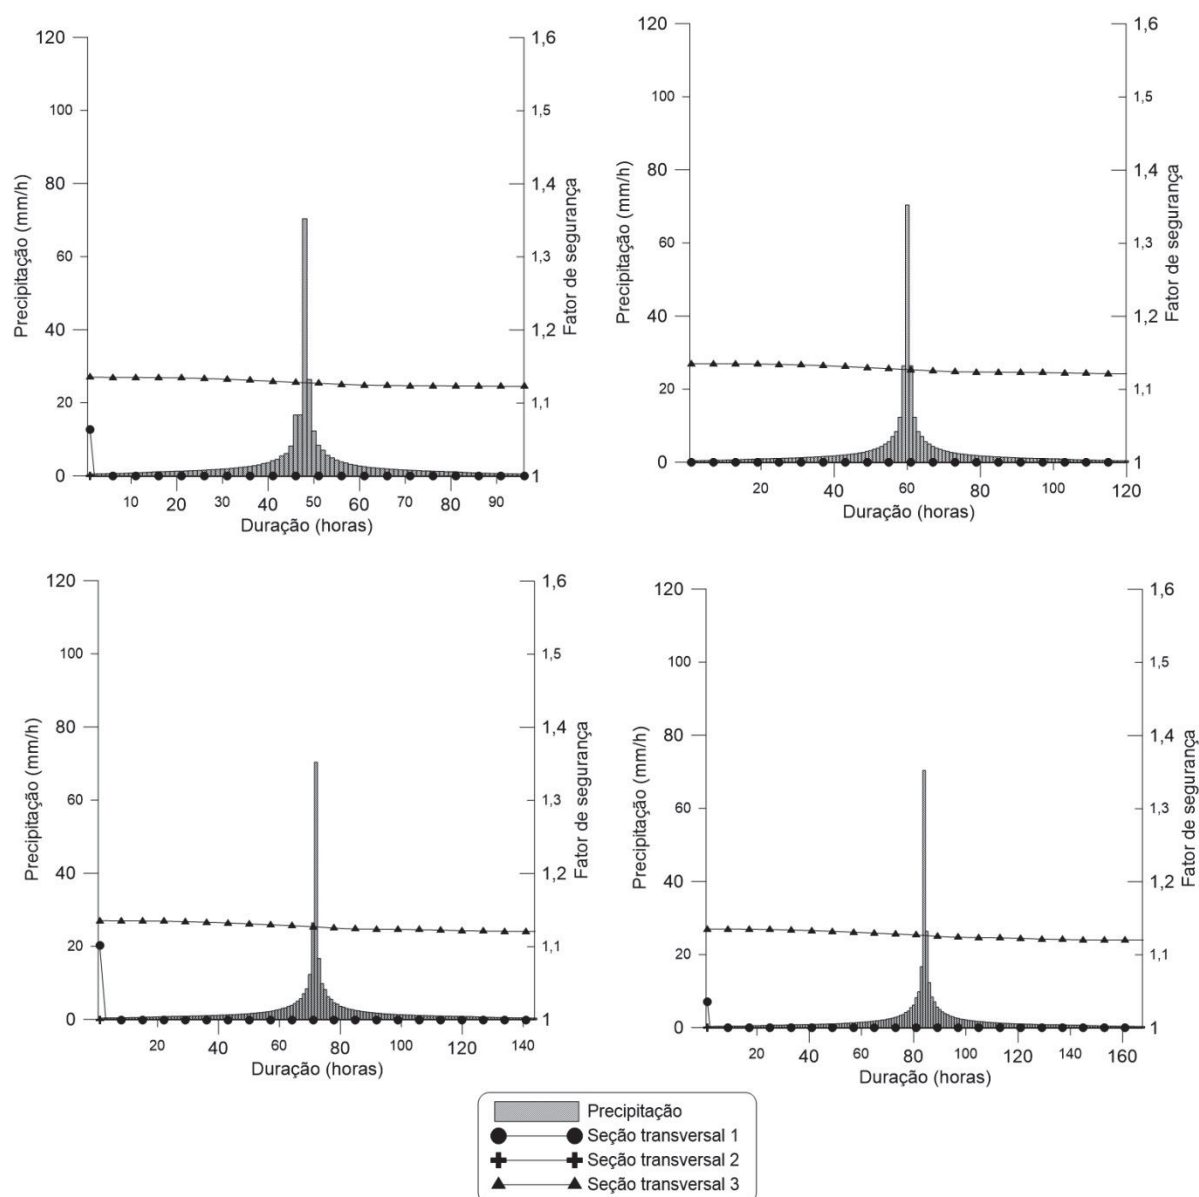 120
100
80
60
40
20
0
Precipitação (mm/h)
1,6
1,5
1,4
1,3
1,2
1,1
1
Fator de segurança
10 20 30 40 50 60 70 80 90
Duração (horas)
120
100
80
60
40
20
0
Precipitação (mm/h)
1,6
1,5
1,4
1,3
1,2
1,1
1
Fator de segurança
20 40 60 80 100 120
Duração (horas)
120
100
80
60
40
20
0
Precipitação (mm/h)
1,6
1,5
1,4
1,3
1,2
1,1
1
Fator de segurança
20 40 60 80 100 120 140
Duração (horas)
120
100
80
60
40
20
0
Precipitação (mm/h)
1,6
1,5
1,4
1,3
1,2
1,1
1
Fator de segurança
20 40 60 80 100 120 140 160
Duração (horas)
Precipitação
Seção transversal 1
Seção transversal 2
Seção transversal 3